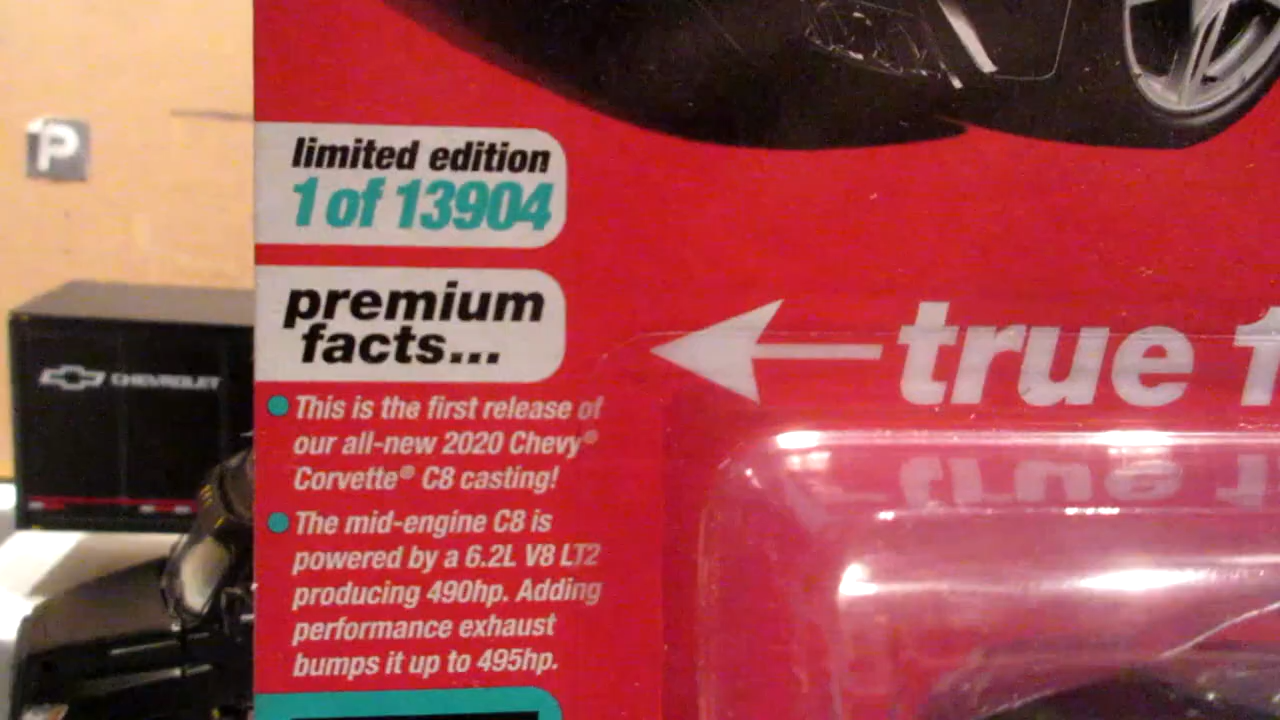 P
limited edition
1 of 13904
premium
facts...
true
CHEVROLET
This is the first release of
our all-new 2020 Chevy®
Corvette® C8 casting!
The mid-engine C8 is
powered by a 6.2L V8 LT2
producing 490hp. Adding
performance exhaust
bumps it up to 495hp.